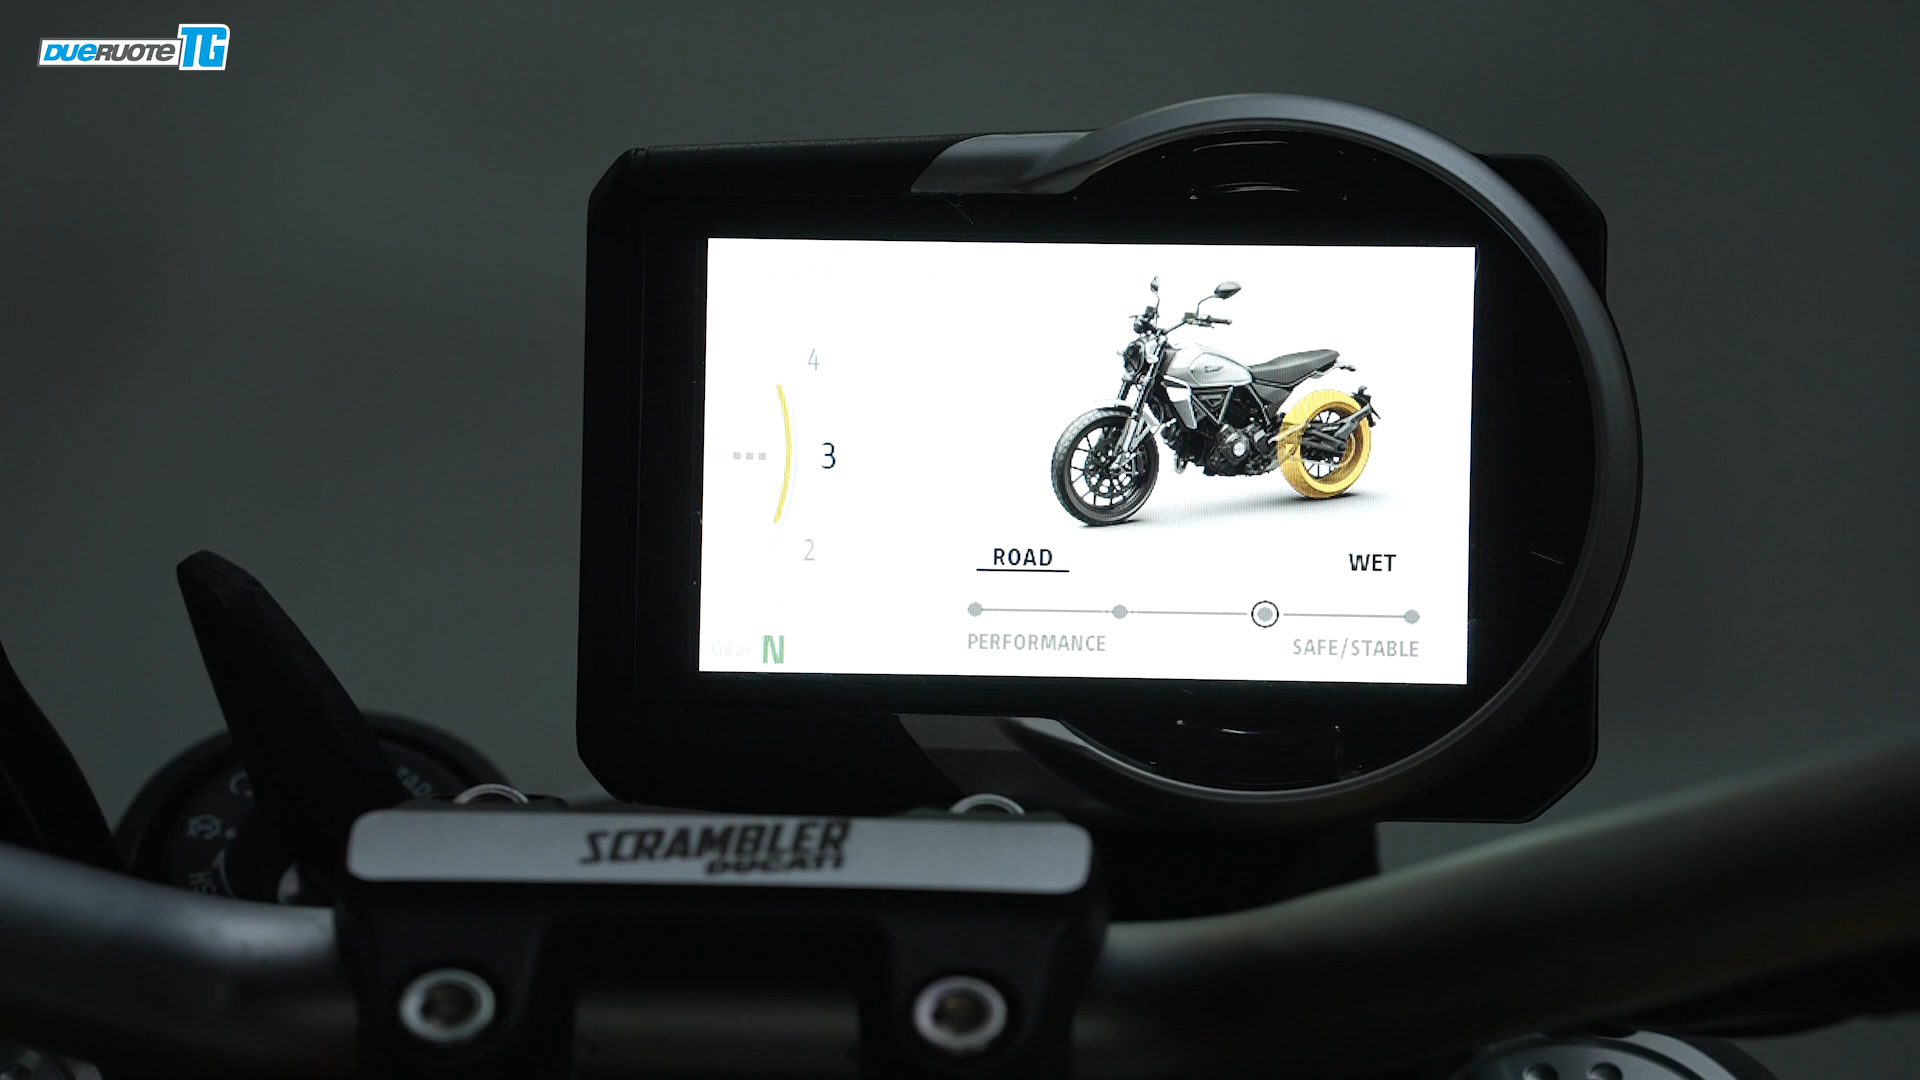 DUERUOTE TG
4
3
2
ROAD
WET
PERFORMANCE
SAFE/STABLE
Gear N
SCRAMBLER
DUCATI